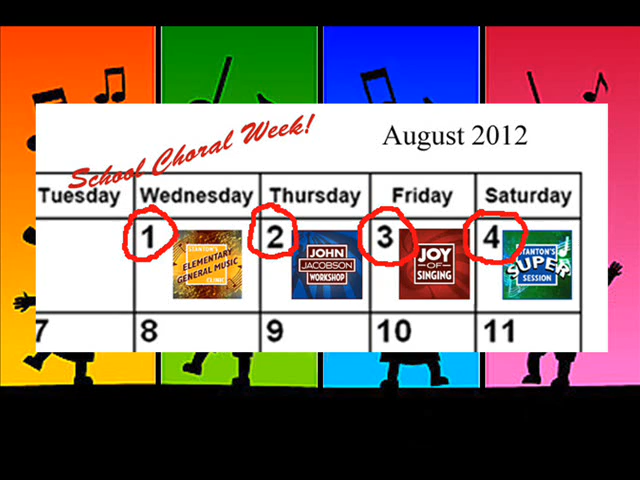 School Choral Week!
August 2012
Tuesday Wednesday Thursday Friday Saturday
1 2 3 4
STANTON'S
ELEMENTARY
GENERAL MUSIC
CLINIC
JOHN
JACOBSON
WORKSHOP
JOY
OF
SINGING
STANTON'S
SUPER
SESSION
7 8 9 10 11